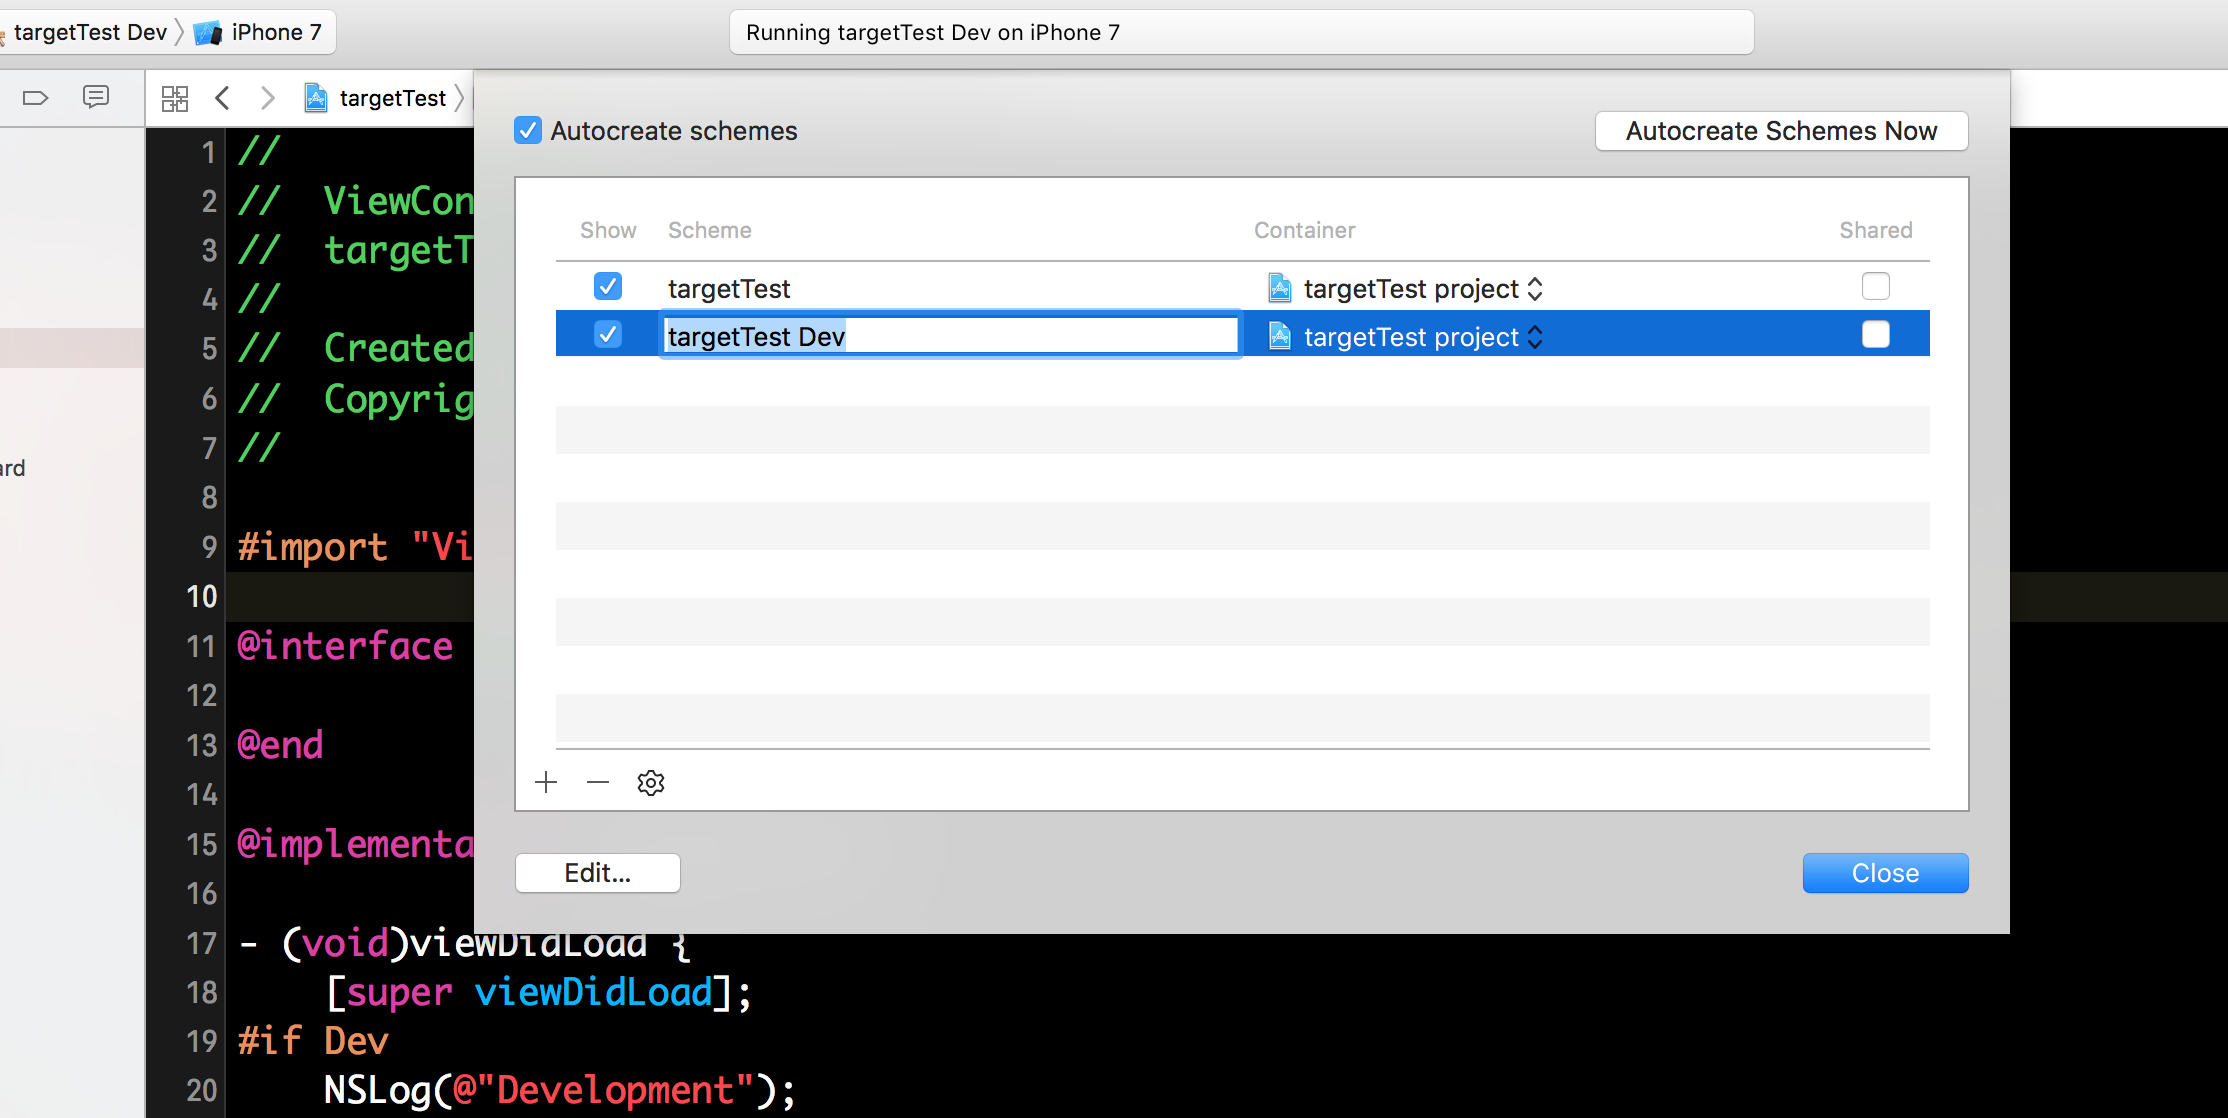 targetTest Dev iPhone 7
Running targetTest Dev on iPhone 7
targetTest
Autocreate schemes
Autocreate Schemes Now
Show Scheme Container Shared
targetTest targetTest project
targetTest Dev targetTest project
Edit...
Close
ard
1 //
2 // ViewCon
3 // targetT
4 //
5 // Created
6 // Copyrig
7 //
8
9 #import "Vi
10
11 @interface
12
13 @end
14
15 @implementa
16
17 - (void)viewDidLoad {
18 [super viewDidLoad];
19 #if Dev
20 NSLog(@"Development");